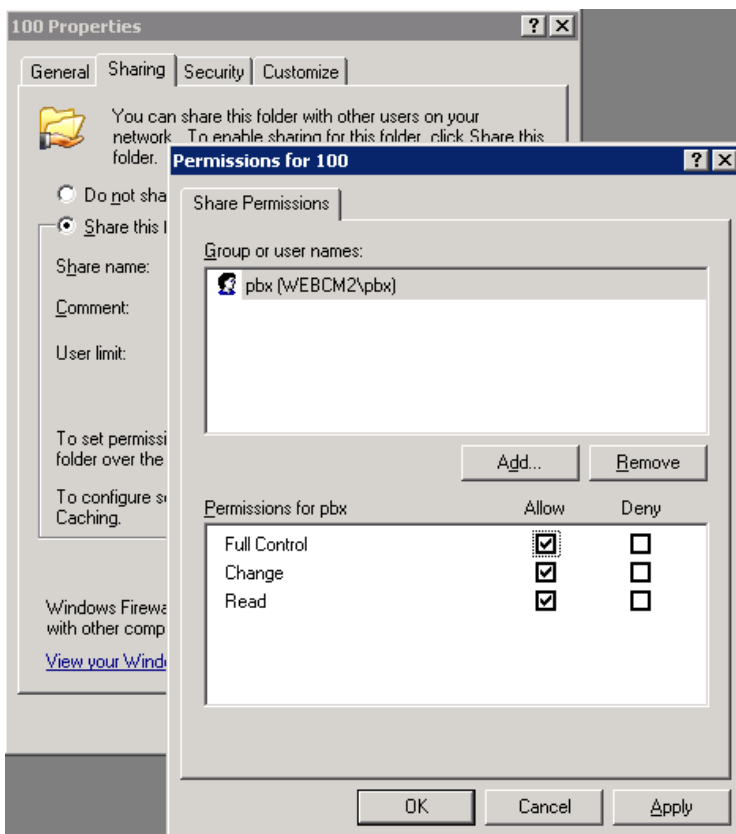 100 Properties
General Sharing Security Customize
You can share this folder with other users on your
network. To enable sharing for this folder, click Share this
folder.
Do not sha
Share this f
Share name:
Comment:
User limit:
To set permissi
folder over the
To configure se
Caching.
Windows Firewa
with other comp
View your Windo
Permissions for 100
Share Permissions
Group or user names:
pbx (WEBCM2\pbx)
Add... Remove
Permissions for pbx Allow Deny
Full Control
Change
Read
OK Cancel Apply